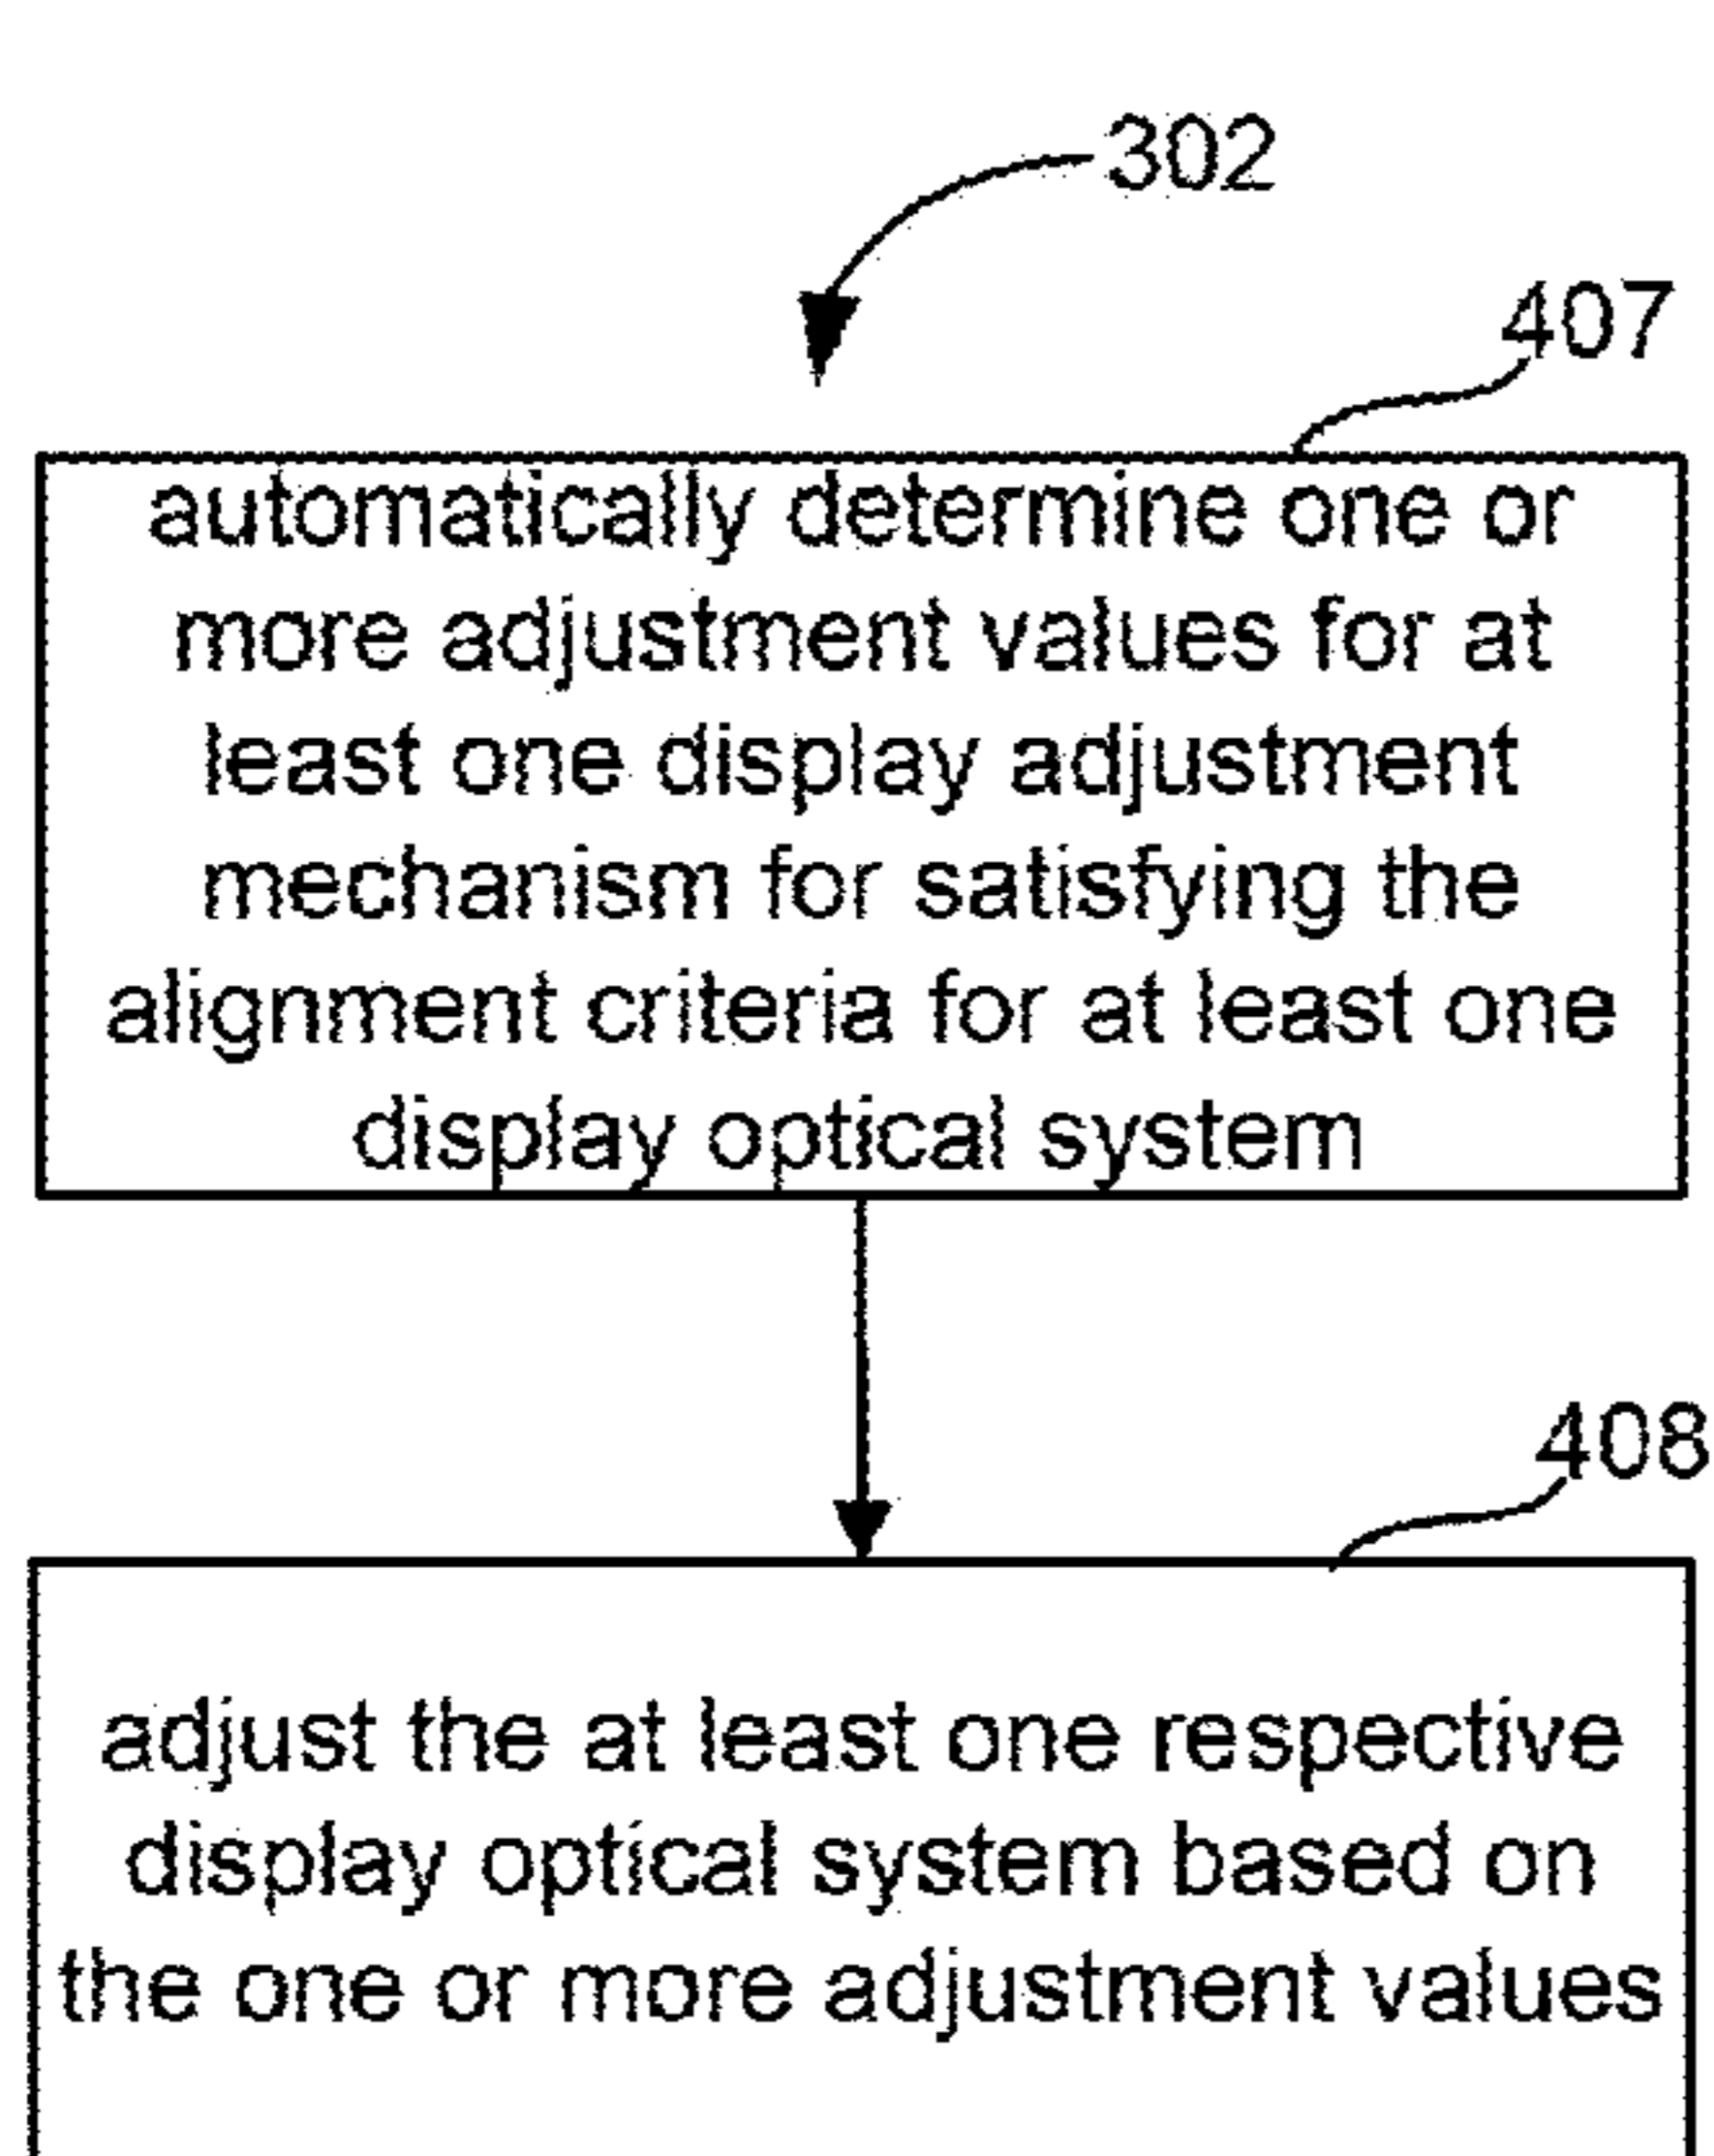 302
407
automatically determine one or
more adjustment values for at
least one display adjustment
mechanism for satisfying the
alignment criteria for at least one
display optical system
408
adjust the at least one respective
display optical system based on
the one or more adjustment values